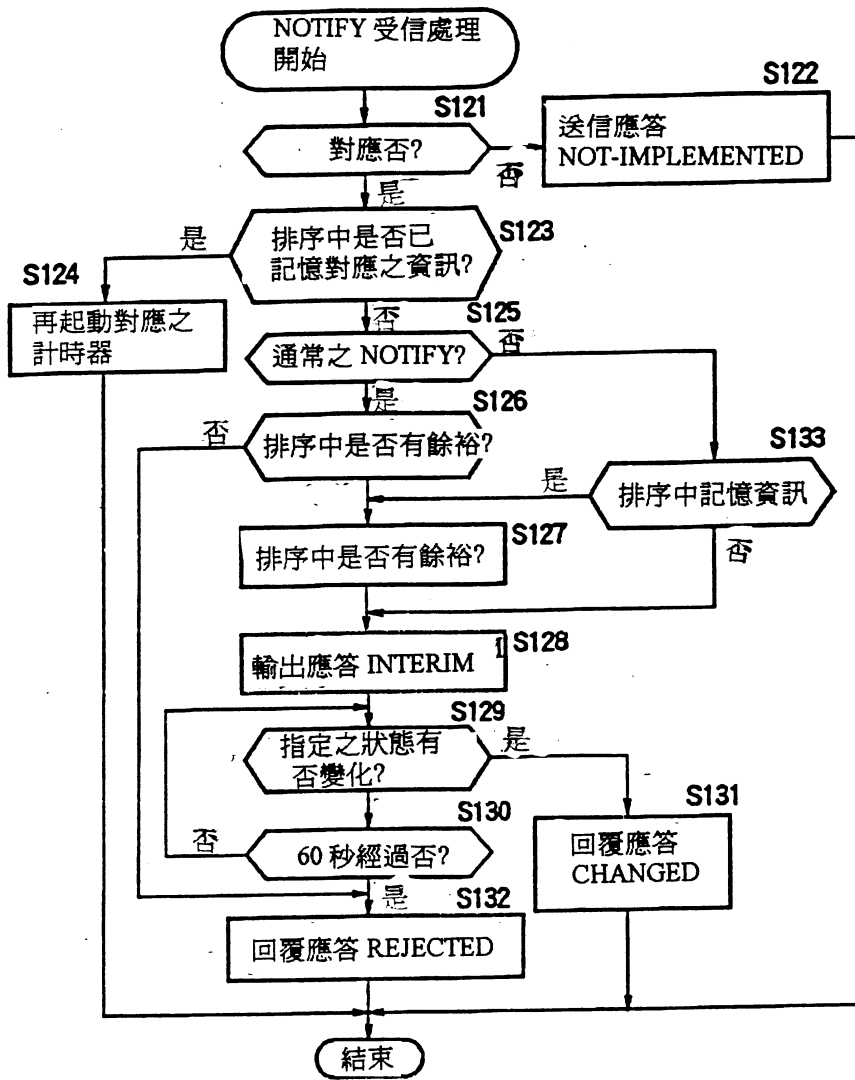 NOTIFY 受信處理
開始
S121
對應否?
否
是
S122
送信應答
NOT-IMPLEMENTED
S123
排序中是否已
記憶對應之資訊?
是
否
S124
再起動對應之
計時器
S125
通常之 NOTIFY?
否
是
S126
排序中是否有餘裕?
否
S133
排序中記憶資訊
是
否
S127
排序中是否有餘裕?
S128
輸出應答 INTERIM
S129
指定之狀態有
否變化?
是
S130
60 秒經過否?
否
是
S131
回覆應答
CHANGED
S132
回覆應答 REJECTED
結束